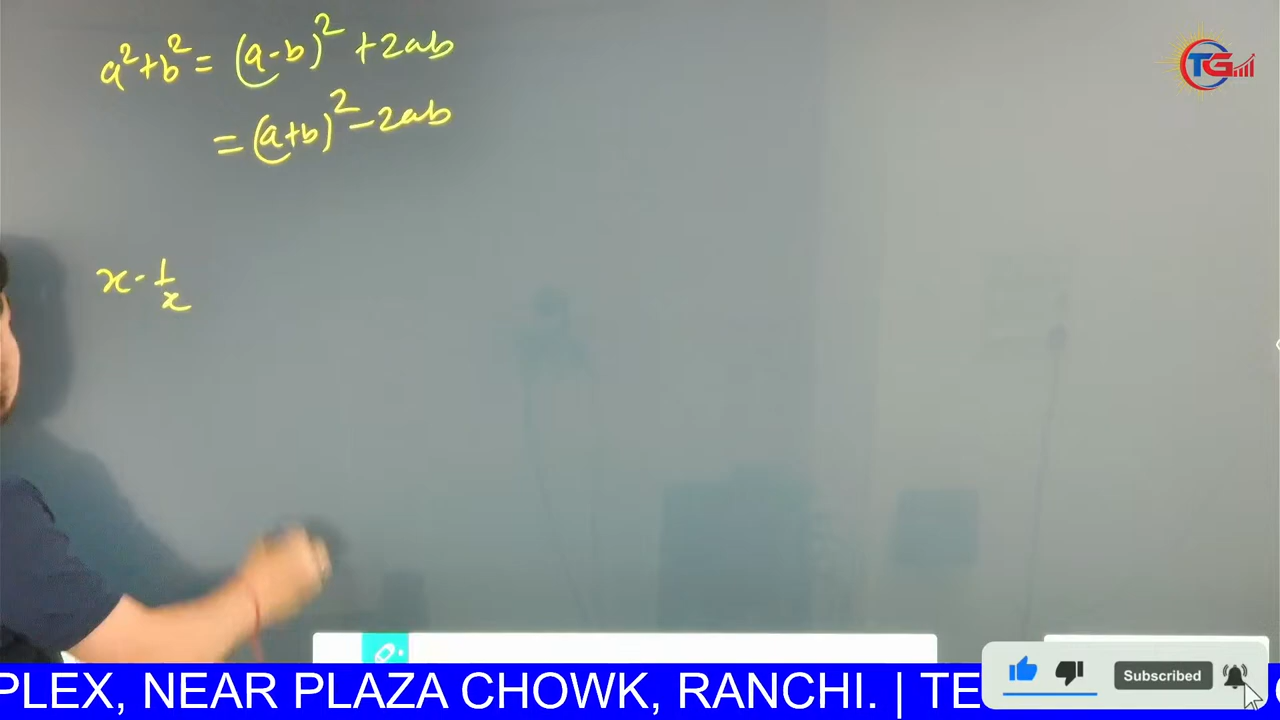 a²+b² = (a-b)² + 2ab
= (a+b)² - 2ab
TG
x - 1/x
PLEX, NEAR PLAZA CHOWK, RANCHI. | TE
Subscribed